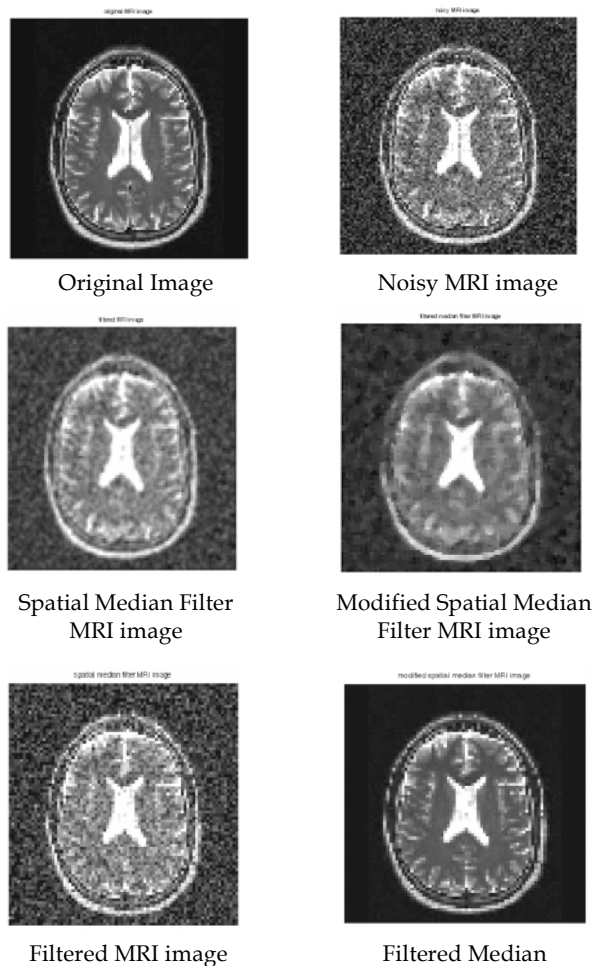 original MRI image
noisy MRI image
Original Image
Noisy MRI image
filtered MRI image
filtered median filter MRI image
Spatial Median Filter
MRI image
Modified Spatial Median
Filter MRI image
spatial median filter MRI image
modified spatial median filter MRI image
Filtered MRI image
Filtered Median